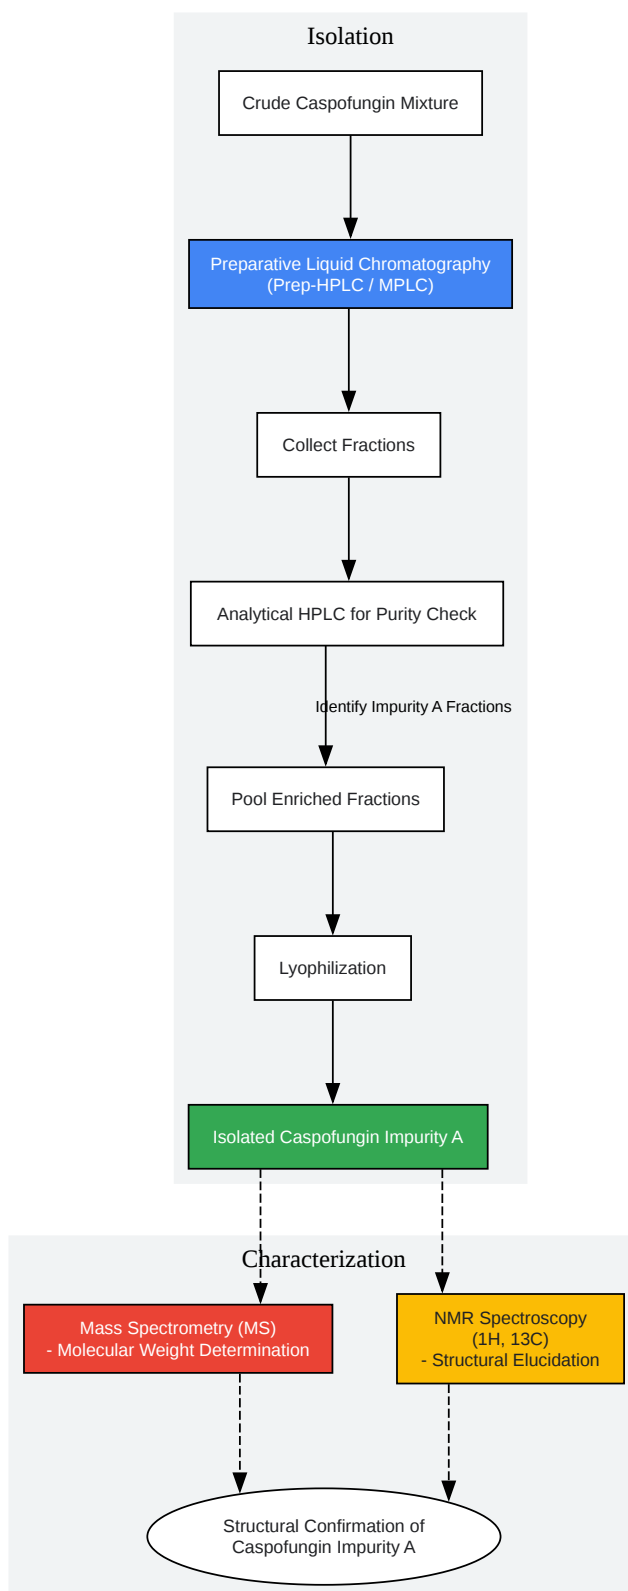 Isolation
Crude Caspofungin Mixture
Preparative Liquid Chromatography
(Prep-HPLC / MPLC)
Collect Fractions
Analytical HPLC for Purity Check
Identify Impurity A Fractions
Pool Enriched Fractions
Lyophilization
Isolated Caspofungin Impurity A
Characterization
Mass Spectrometry (MS)
- Molecular Weight Determination
NMR Spectroscopy
(1H, 13C)
- Structural Elucidation
Structural Confirmation of
Caspofungin Impurity A